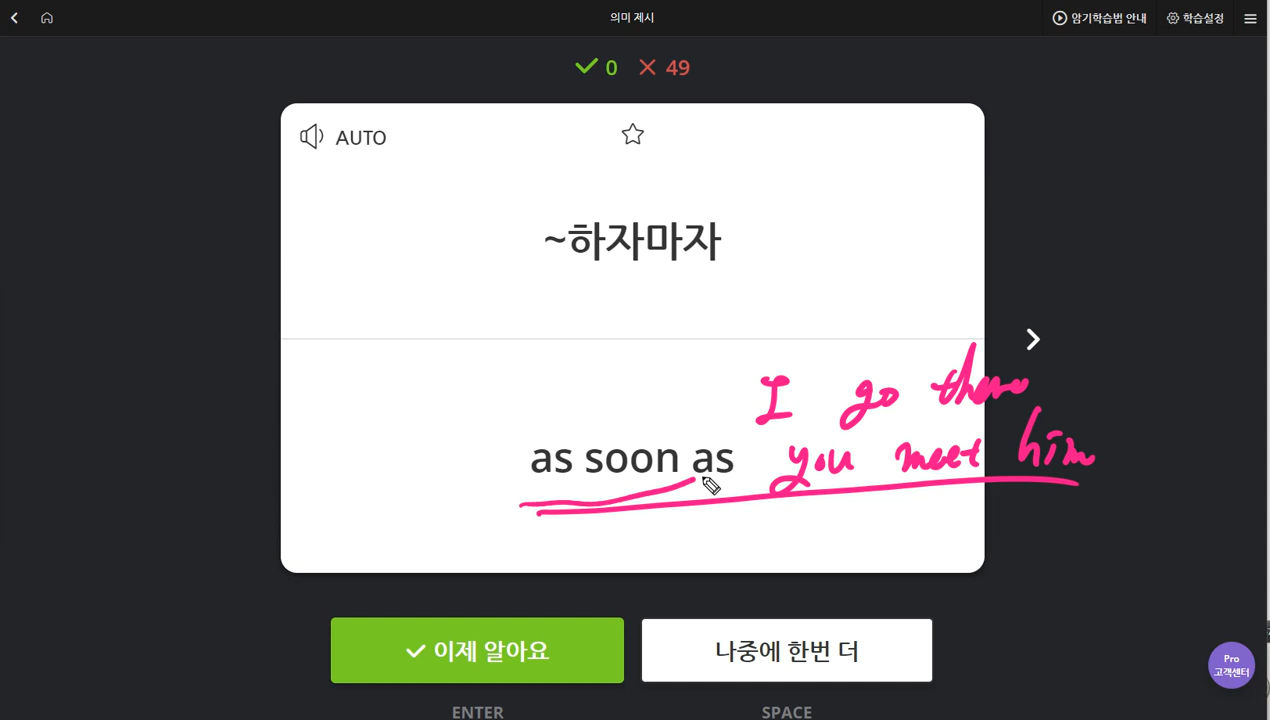 의미 제시
암기학습법 안내
학습설정
0 49
AUTO
~하자마자
I go there
as soon as you meet him
이제 알아요
나중에 한번 더
Pro
고객센터
ENTER
SPACE